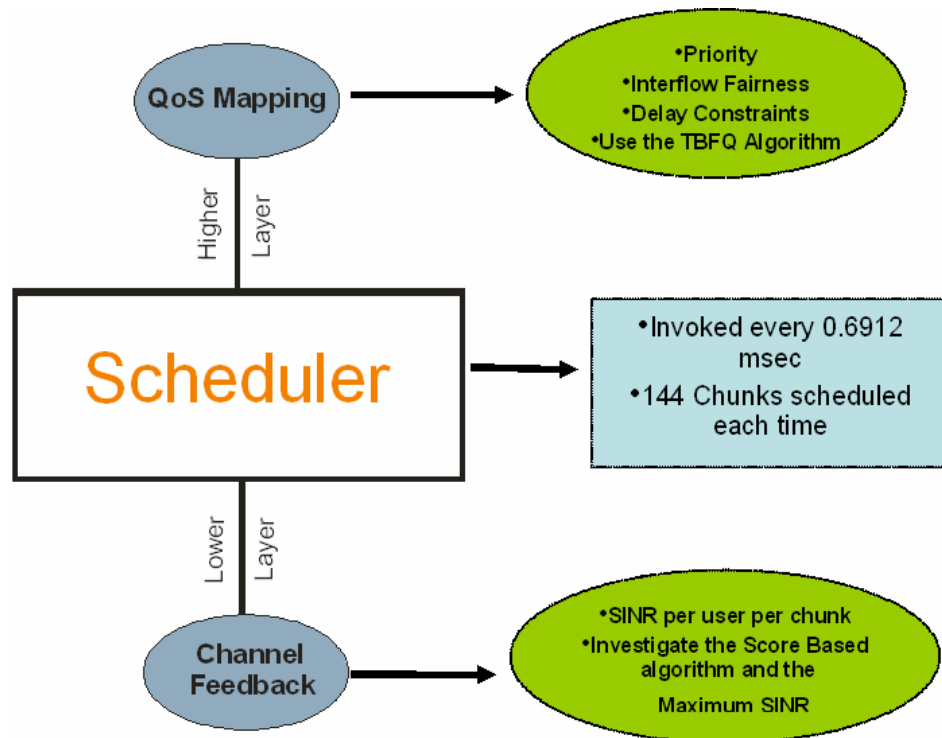 QoS Mapping
•Priority
•Interflow Fairness
•Delay Constraints
•Use the TBFQ Algorithm
Higher
Layer
Scheduler
•Invoked every 0.6912
msec
•144 Chunks scheduled
each time
Lower
Layer
Channel
Feedback
•SINR per user per chunk
•Investigate the Score Based
algorithm and the
Maximum SINR